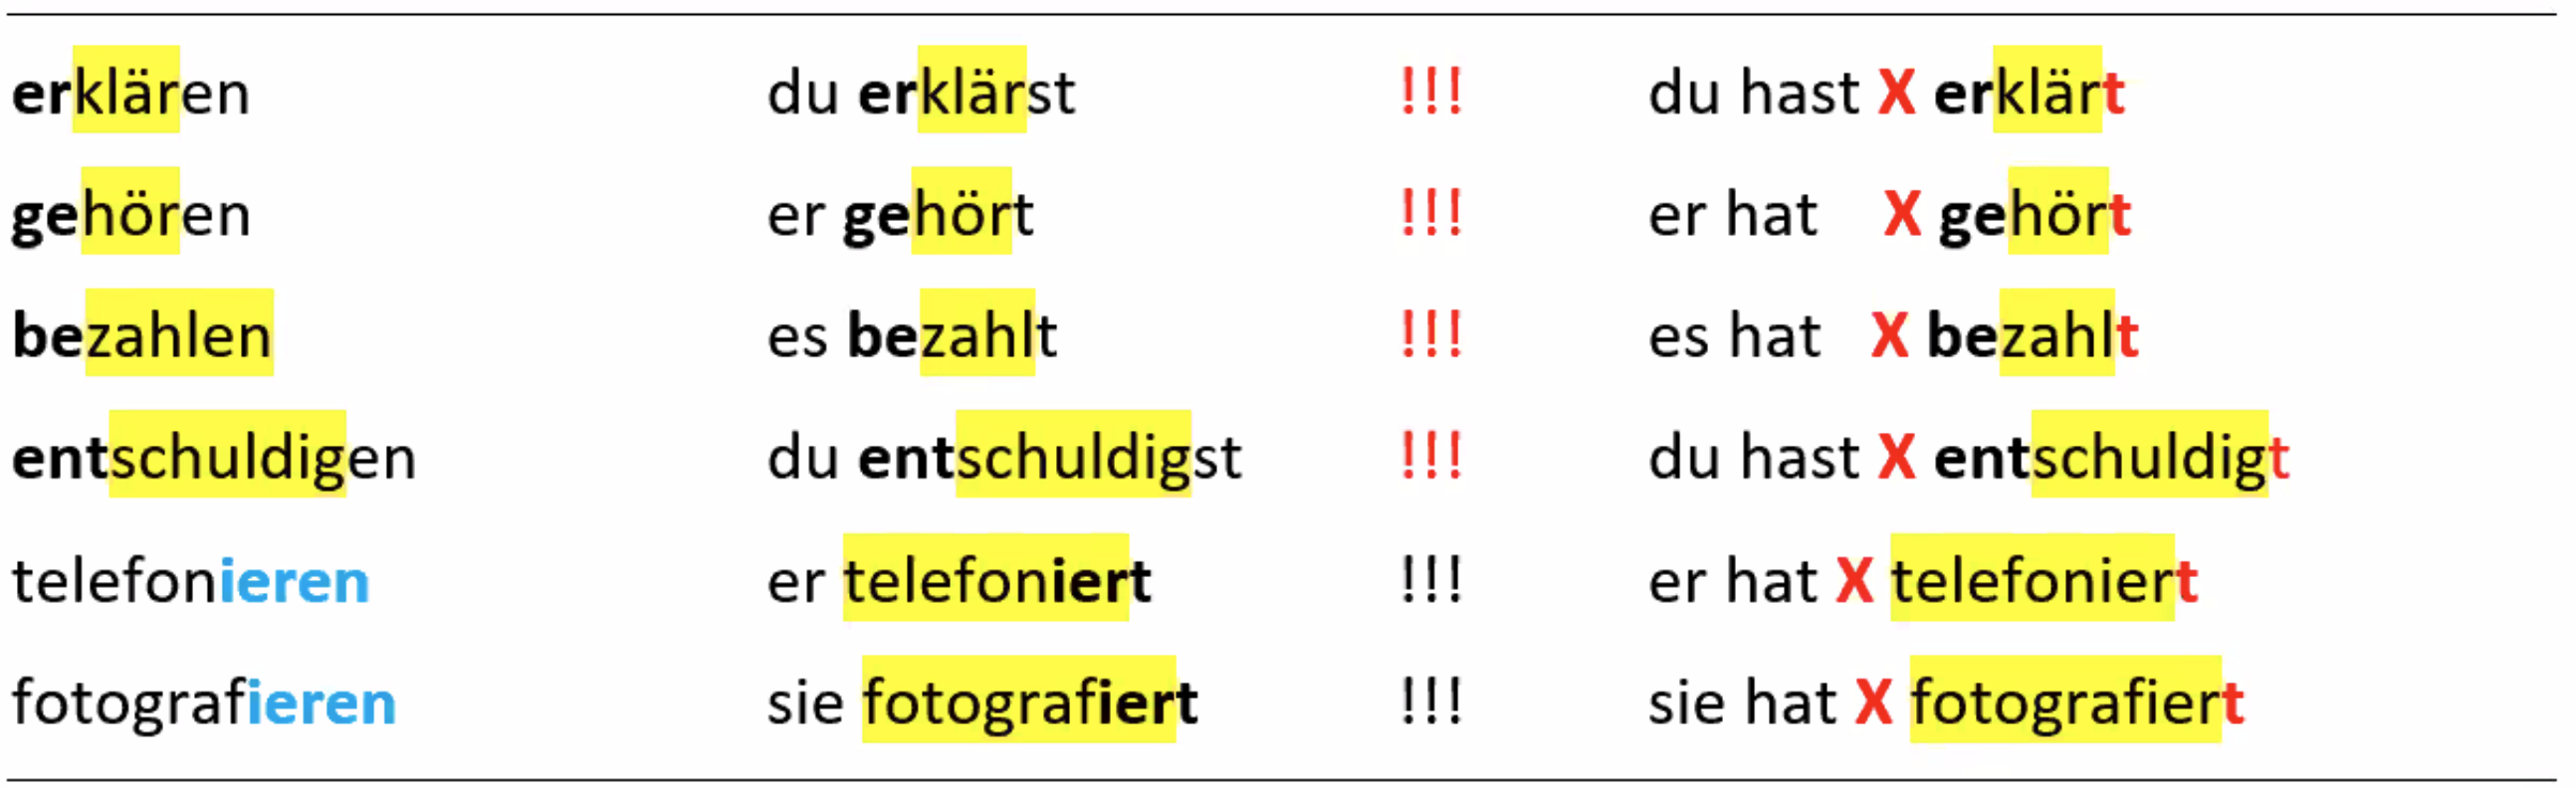 erklären du erklärst !!! du hast X erklärt
gehören er gehört !!! er hat X gehört
bezahlen es bezahlt !!! es hat X bezahlt
entschuldigen du entschuldigst !!! du hast X entschuldigt
telefonieren er telefoniert !!! er hat X telefoniert
fotografieren sie fotografiert !!! sie hat X fotografiert